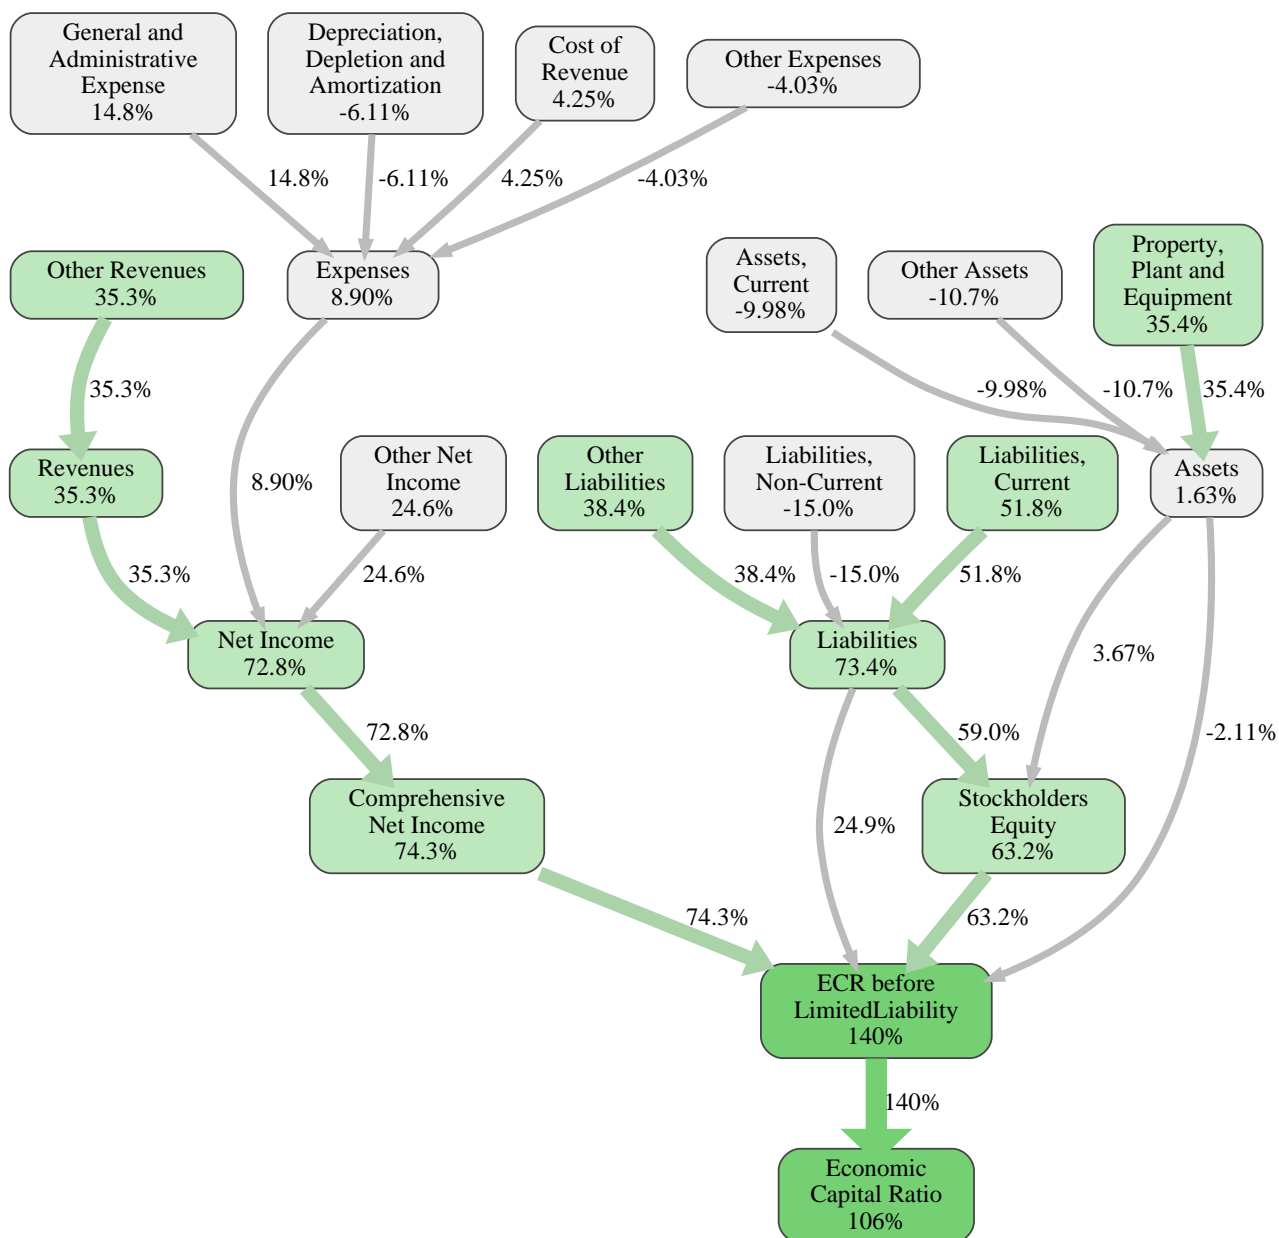 General and
Administrative
Expense
14.8%
Depreciation,
Depletion and
Amortization
-6.11%
Cost of
Revenue
4.25%
Other Expenses
-4.03%
14.8%
-6.11%
4.25%
-4.03%
Other Revenues
35.3%
Expenses
8.90%
Assets,
Current
-9.98%
Other Assets
-10.7%
Property,
Plant and
Equipment
35.4%
35.3%
-9.98%
-10.7%
35.4%
Revenues
35.3%
8.90%
Other Net
Income
24.6%
Other
Liabilities
38.4%
Liabilities,
Non-Current
-15.0%
Liabilities,
Current
51.8%
Assets
1.63%
35.3%
24.6%
38.4%
-15.0%
51.8%
Net Income
72.8%
Liabilities
73.4%
3.67%
72.8%
59.0%
-2.11%
Comprehensive
Net Income
74.3%
24.9%
Stockholders
Equity
63.2%
74.3%
63.2%
ECR before
LimitedLiability
140%
140%
Economic
Capital Ratio
106%